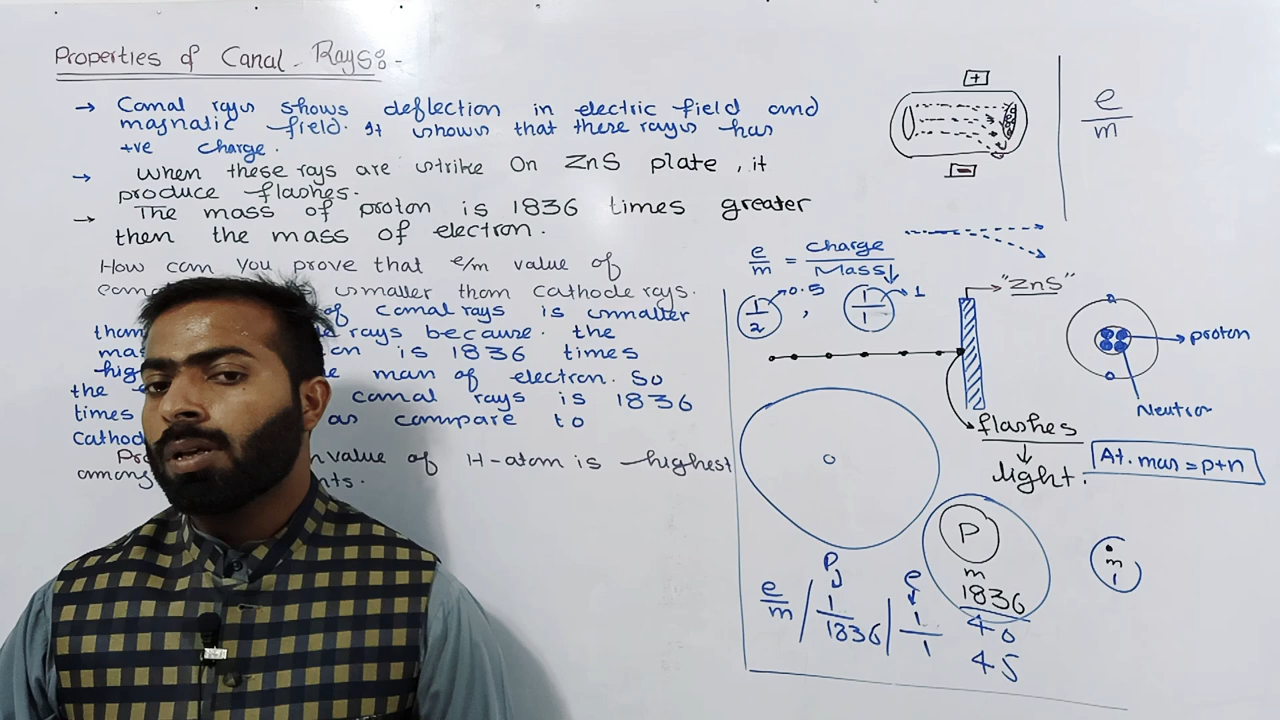 Properties of Canal - Rays:-
→ Canal rays shows deflection in electric field and
magnatic field. It shows that these rays has
+ve charge.
→ When these rays are strike On ZnS plate, it
produce flashes.
→ The mass of proton is 1836 times greater
then the mass of electron.
How can you prove that e/m value of
smaller than cathode rays.
of canal rays is smaller
than rays because the
is 1836 times
man of electron. So
the canal rays is 1836
times as compare to
Cathod
value of H-atom is highest
among
+
-
e/m
e/m = charge/Mass↓
1/2 → 0.5 , 1/1 → 1
→ "ZnS"
→ proton
Neutron
flashes
↓
light.
At. mas = p+n
P
m
1836
40
45
m
1
P e
e/m / 1/1836 / 1/1